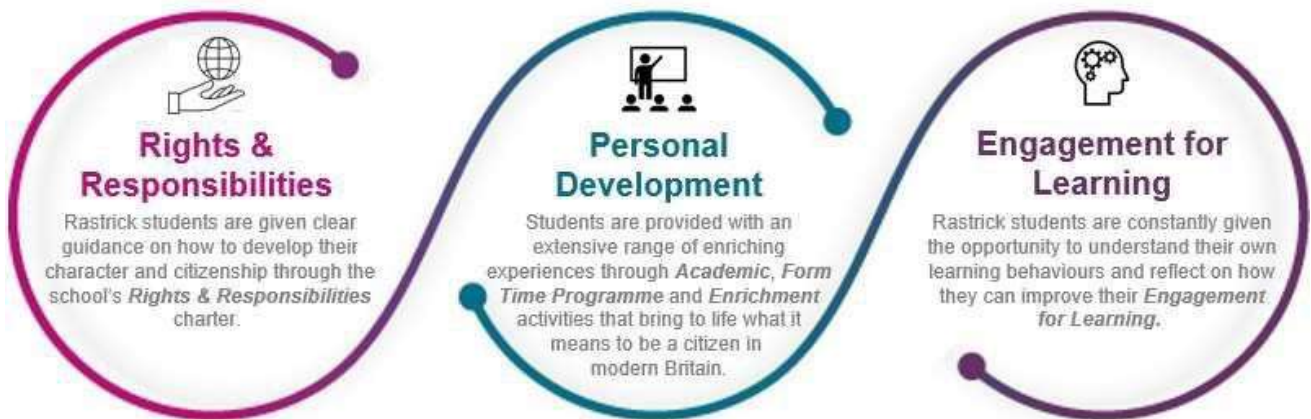 Rights &
Responsibilities
Rastrick students are given clear
guidance on how to develop their
character and citizenship through the
school's Rights & Responsibilities
charter.
Personal
Development
Students are provided with an
extensive range of enriching
experiences through Academic, Form
Time Programme and Enrichment
activities that bring to life what it
means to be a citizen in
modern Britain.
Engagement for
Learning
Rastrick students are constantly given
the opportunity to understand their own
learning behaviours and reflect on how
they can improve their Engagement
for Learning.